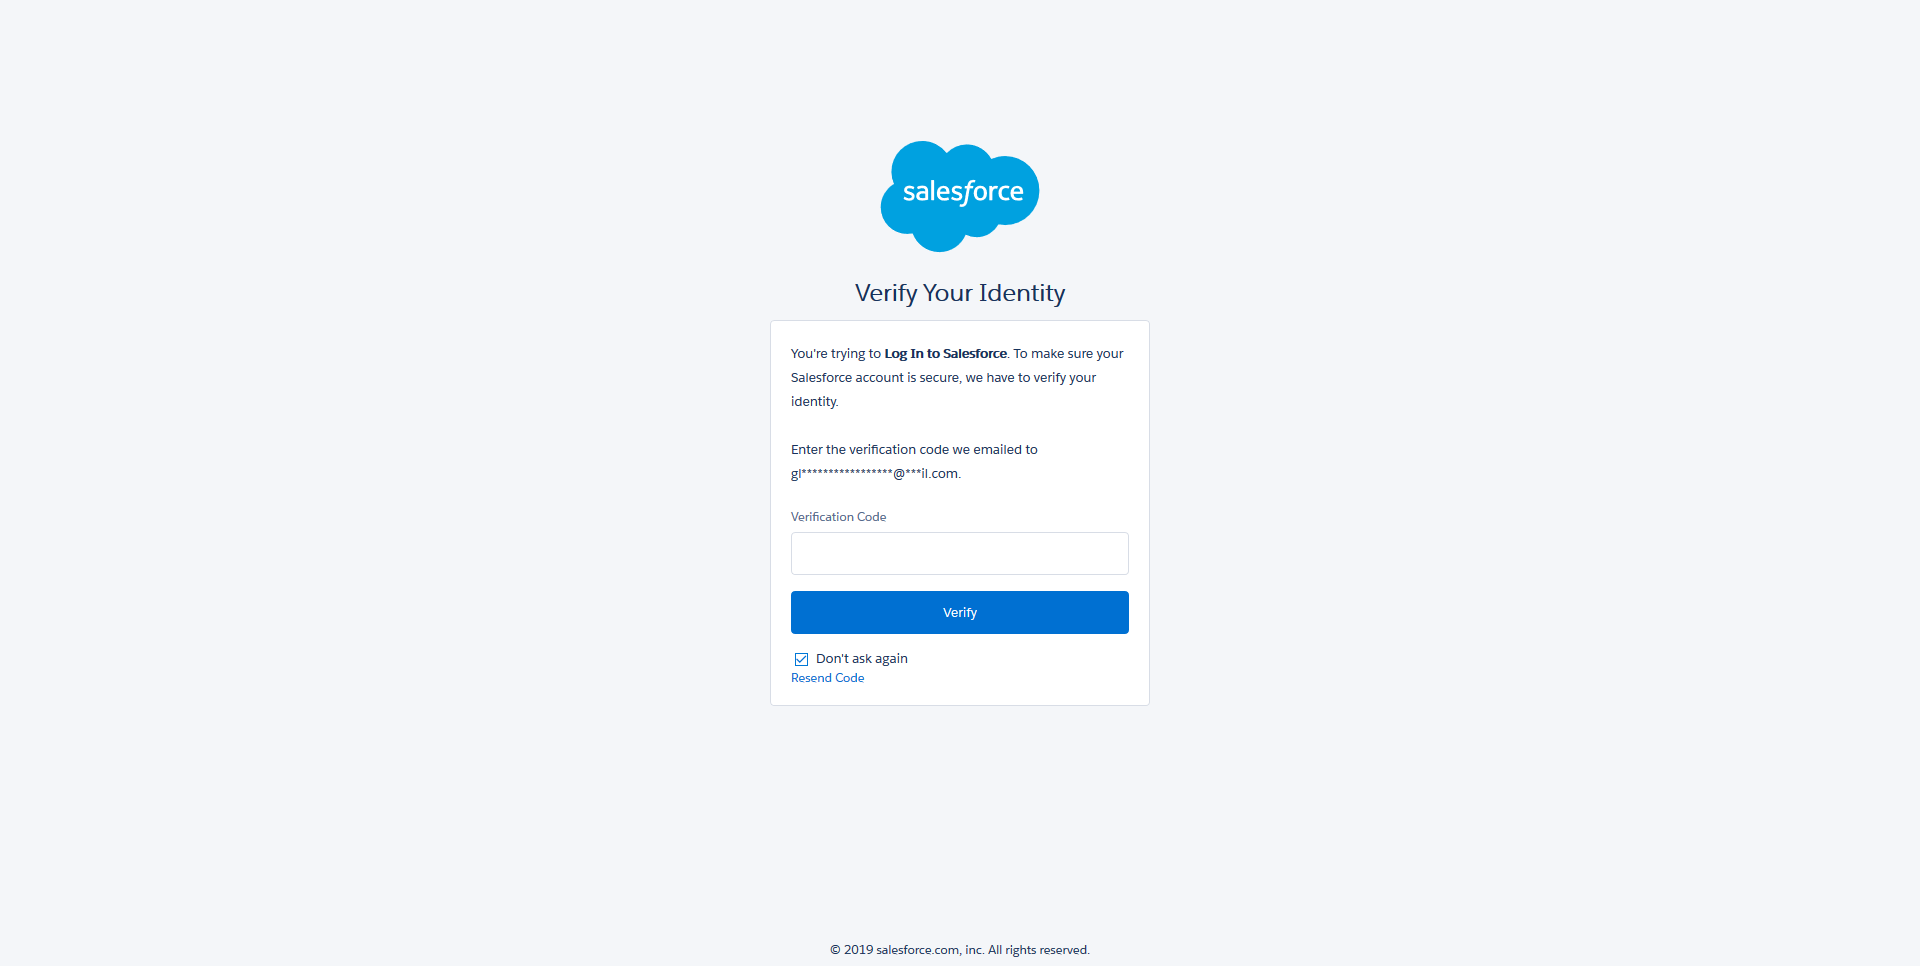 salesforce
Verify Your Identity
You're trying to Log In to Salesforce. To make sure your
Salesforce account is secure, we have to verify your
identity.
Enter the verification code we emailed to
gl*****************@***il.com.
Verification Code
Verify
Don't ask again
Resend Code
© 2019 salesforce.com, inc. All rights reserved.